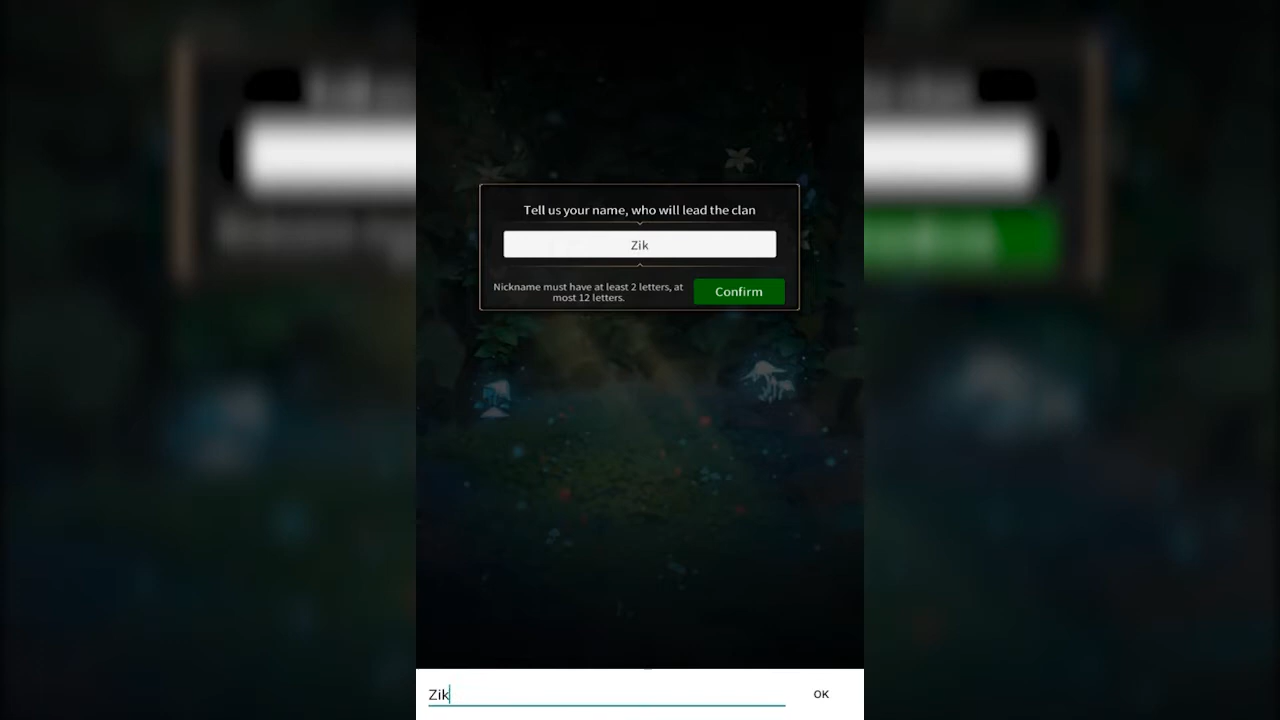 Tell us your name, who will lead the clan
Zik
Nickname must have at least 2 letters, at
most 12 letters.
Confirm
Zik
OK